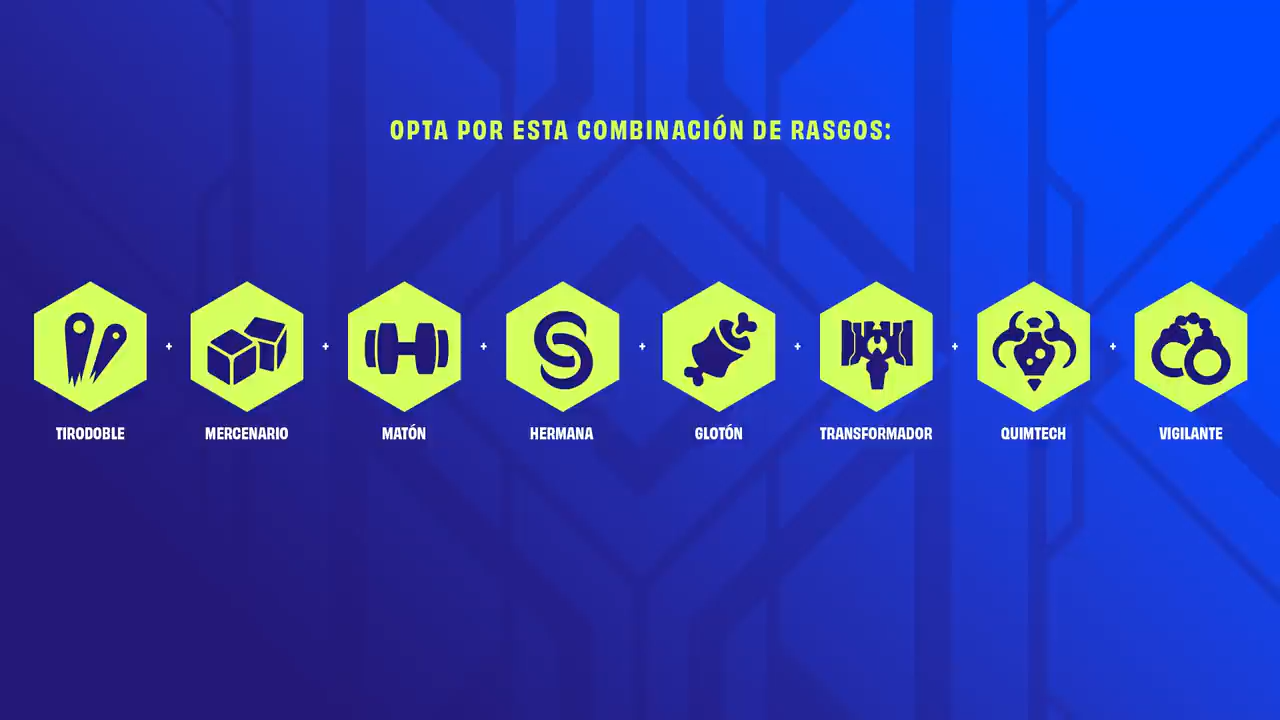 OPTA POR ESTA COMBINACIÓN DE RASGOS:
+ + + + + + +
TIRODOBLE MERCENARIO MATÓN HERMANA GLOTÓN TRANSFORMADOR QUIMTECH VIGILANTE